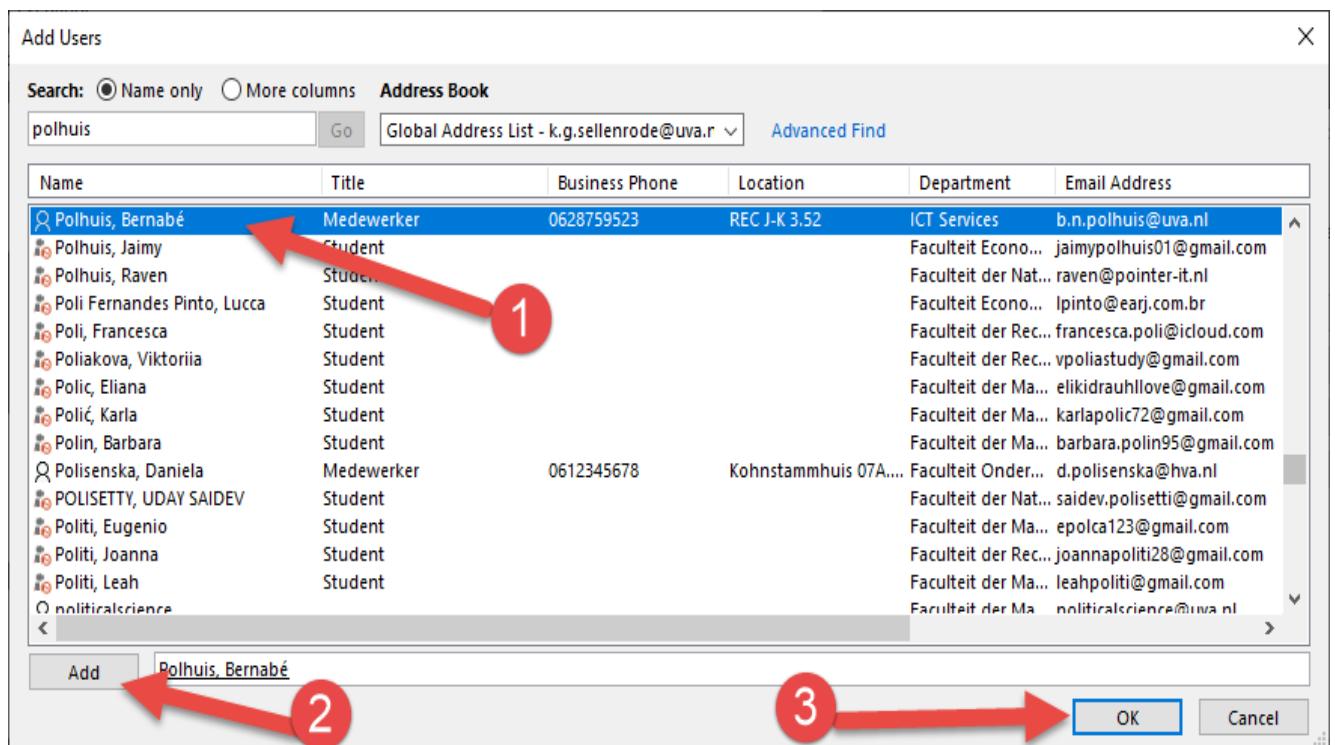 Add Users
Search: Name only More columns Address Book
polhuis Go Global Address List - k.g.sellenrode@uva.r Advanced Find
Name Title Business Phone Location Department Email Address
Polhuis, Bernabé Medewerker 0628759523 REC J-K 3.52 ICT Services b.n.polhuis@uva.nl
Polhuis, Jaimy Student Faculteit Econo... jaimypolhuis01@gmail.com
Polhuis, Raven Student Faculteit der Nat... raven@pointer-it.nl
Poli Fernandes Pinto, Lucca Student Faculteit Econo... lpinto@earj.com.br
Poli, Francesca Student Faculteit der Rec... francesca.poli@icloud.com
Poliakova, Viktoriia Student Faculteit der Rec... vpoliastudy@gmail.com
Polic, Eliana Student Faculteit der Ma... elikidrauhllove@gmail.com
Polić, Karla Student Faculteit der Ma... karlapolic72@gmail.com
Polin, Barbara Student Faculteit der Ma... barbara.polin95@gmail.com
Polisenska, Daniela Medewerker 0612345678 Kohnstammhuis 07A.... Faculteit Onder... d.polisenska@hva.nl
POLISETTY, UDAY SAIDEV Student Faculteit der Nat... saidev.polisetti@gmail.com
Politi, Eugenio Student Faculteit der Ma... epolca123@gmail.com
Politi, Joanna Student Faculteit der Rec... joannapoliti28@gmail.com
Politi, Leah Student Faculteit der Ma... leahpoliti@gmail.com
politicalscience Faculteit der Ma... politicalscience@uva.nl
1
Add Polhuis, Bernabé
2
3
OK Cancel